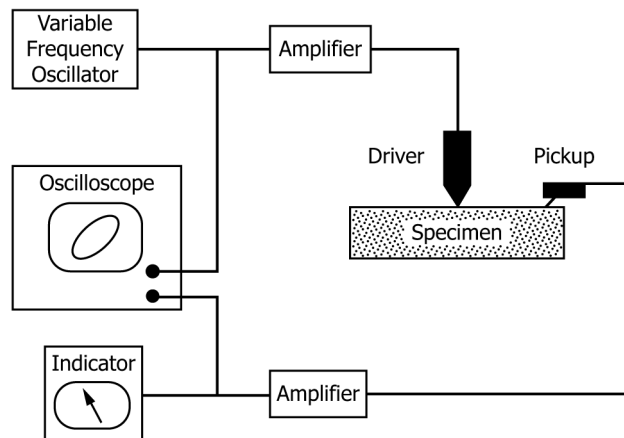 Variable
Frequency
Oscillator
Amplifier
Driver
Pickup
Oscilloscope
Specimen
Indicator
Amplifier